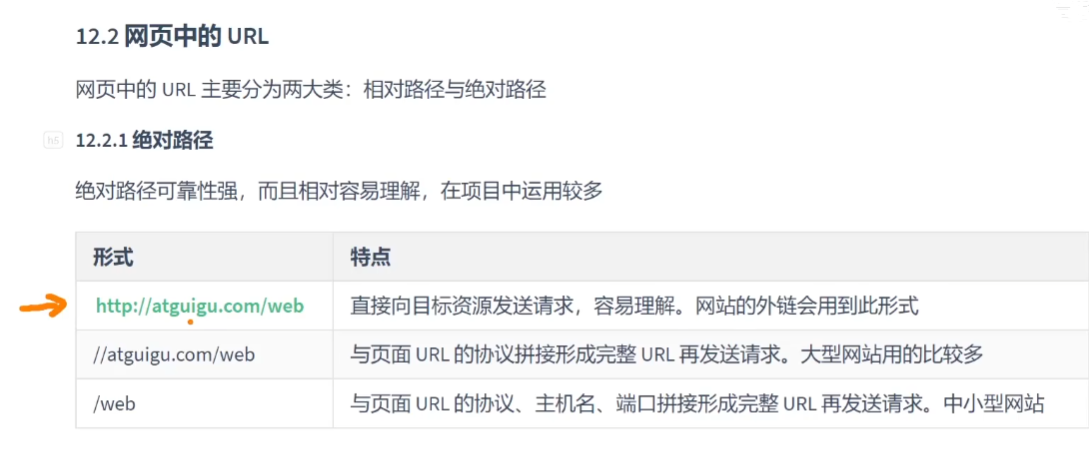 12.2 网页中的 URL
网页中的 URL 主要分为两大类：相对路径与绝对路径
h5
12.2.1 绝对路径
绝对路径可靠性强，而且相对容易理解，在项目中运用较多
形式 特点
http://atguigu.com/web 直接向目标资源发送请求，容易理解。网站的外链会用到此形式
//atguigu.com/web 与页面 URL 的协议拼接形成完整 URL 再发送请求。大型网站用的比较多
/web 与页面 URL 的协议、主机名、端口拼接形成完整 URL 再发送请求。中小型网站